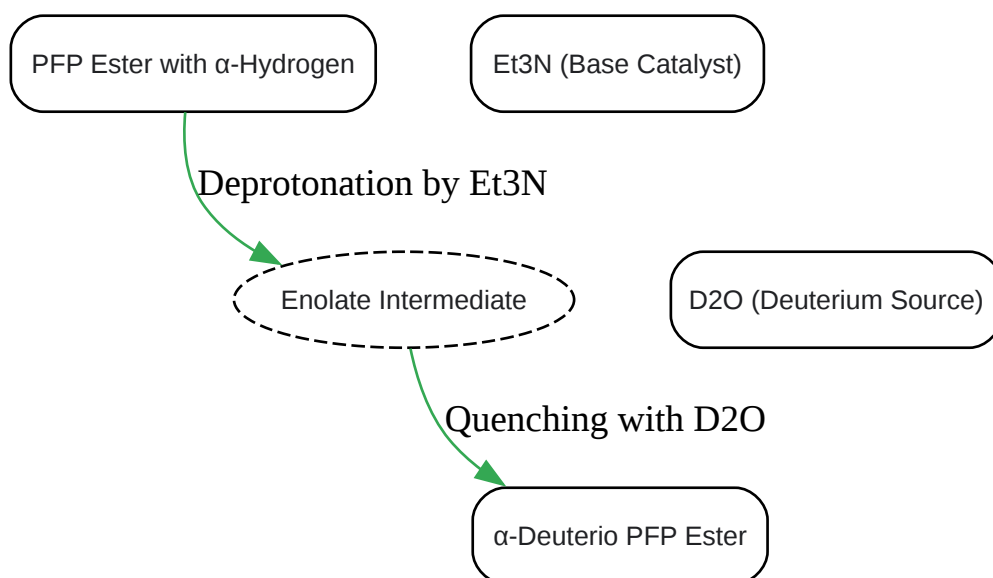 PFP Ester with α-Hydrogen
Et3N (Base Catalyst)
Deprotonation by Et3N
Enolate Intermediate
D2O (Deuterium Source)
Quenching with D2O
α-Deuterio PFP Ester